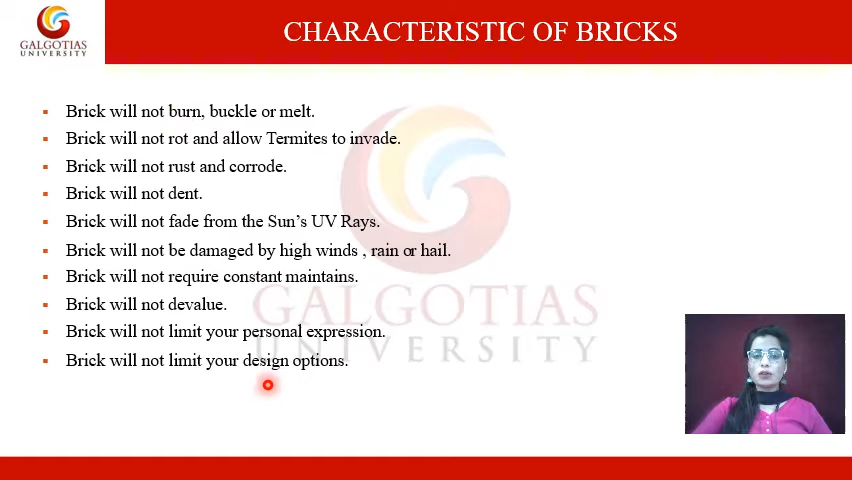 GALGOTIAS
UNIVERSITY
CHARACTERISTIC OF BRICKS
Brick will not burn, buckle or melt.
Brick will not rot and allow Termites to invade.
Brick will not rust and corrode.
Brick will not dent.
Brick will not fade from the Sun's UV Rays.
Brick will not be damaged by high winds , rain or hail.
Brick will not require constant maintains.
Brick will not devalue.
Brick will not limit your personal expression.
Brick will not limit your design options.
GALGOTIAS
UNIVERSITY